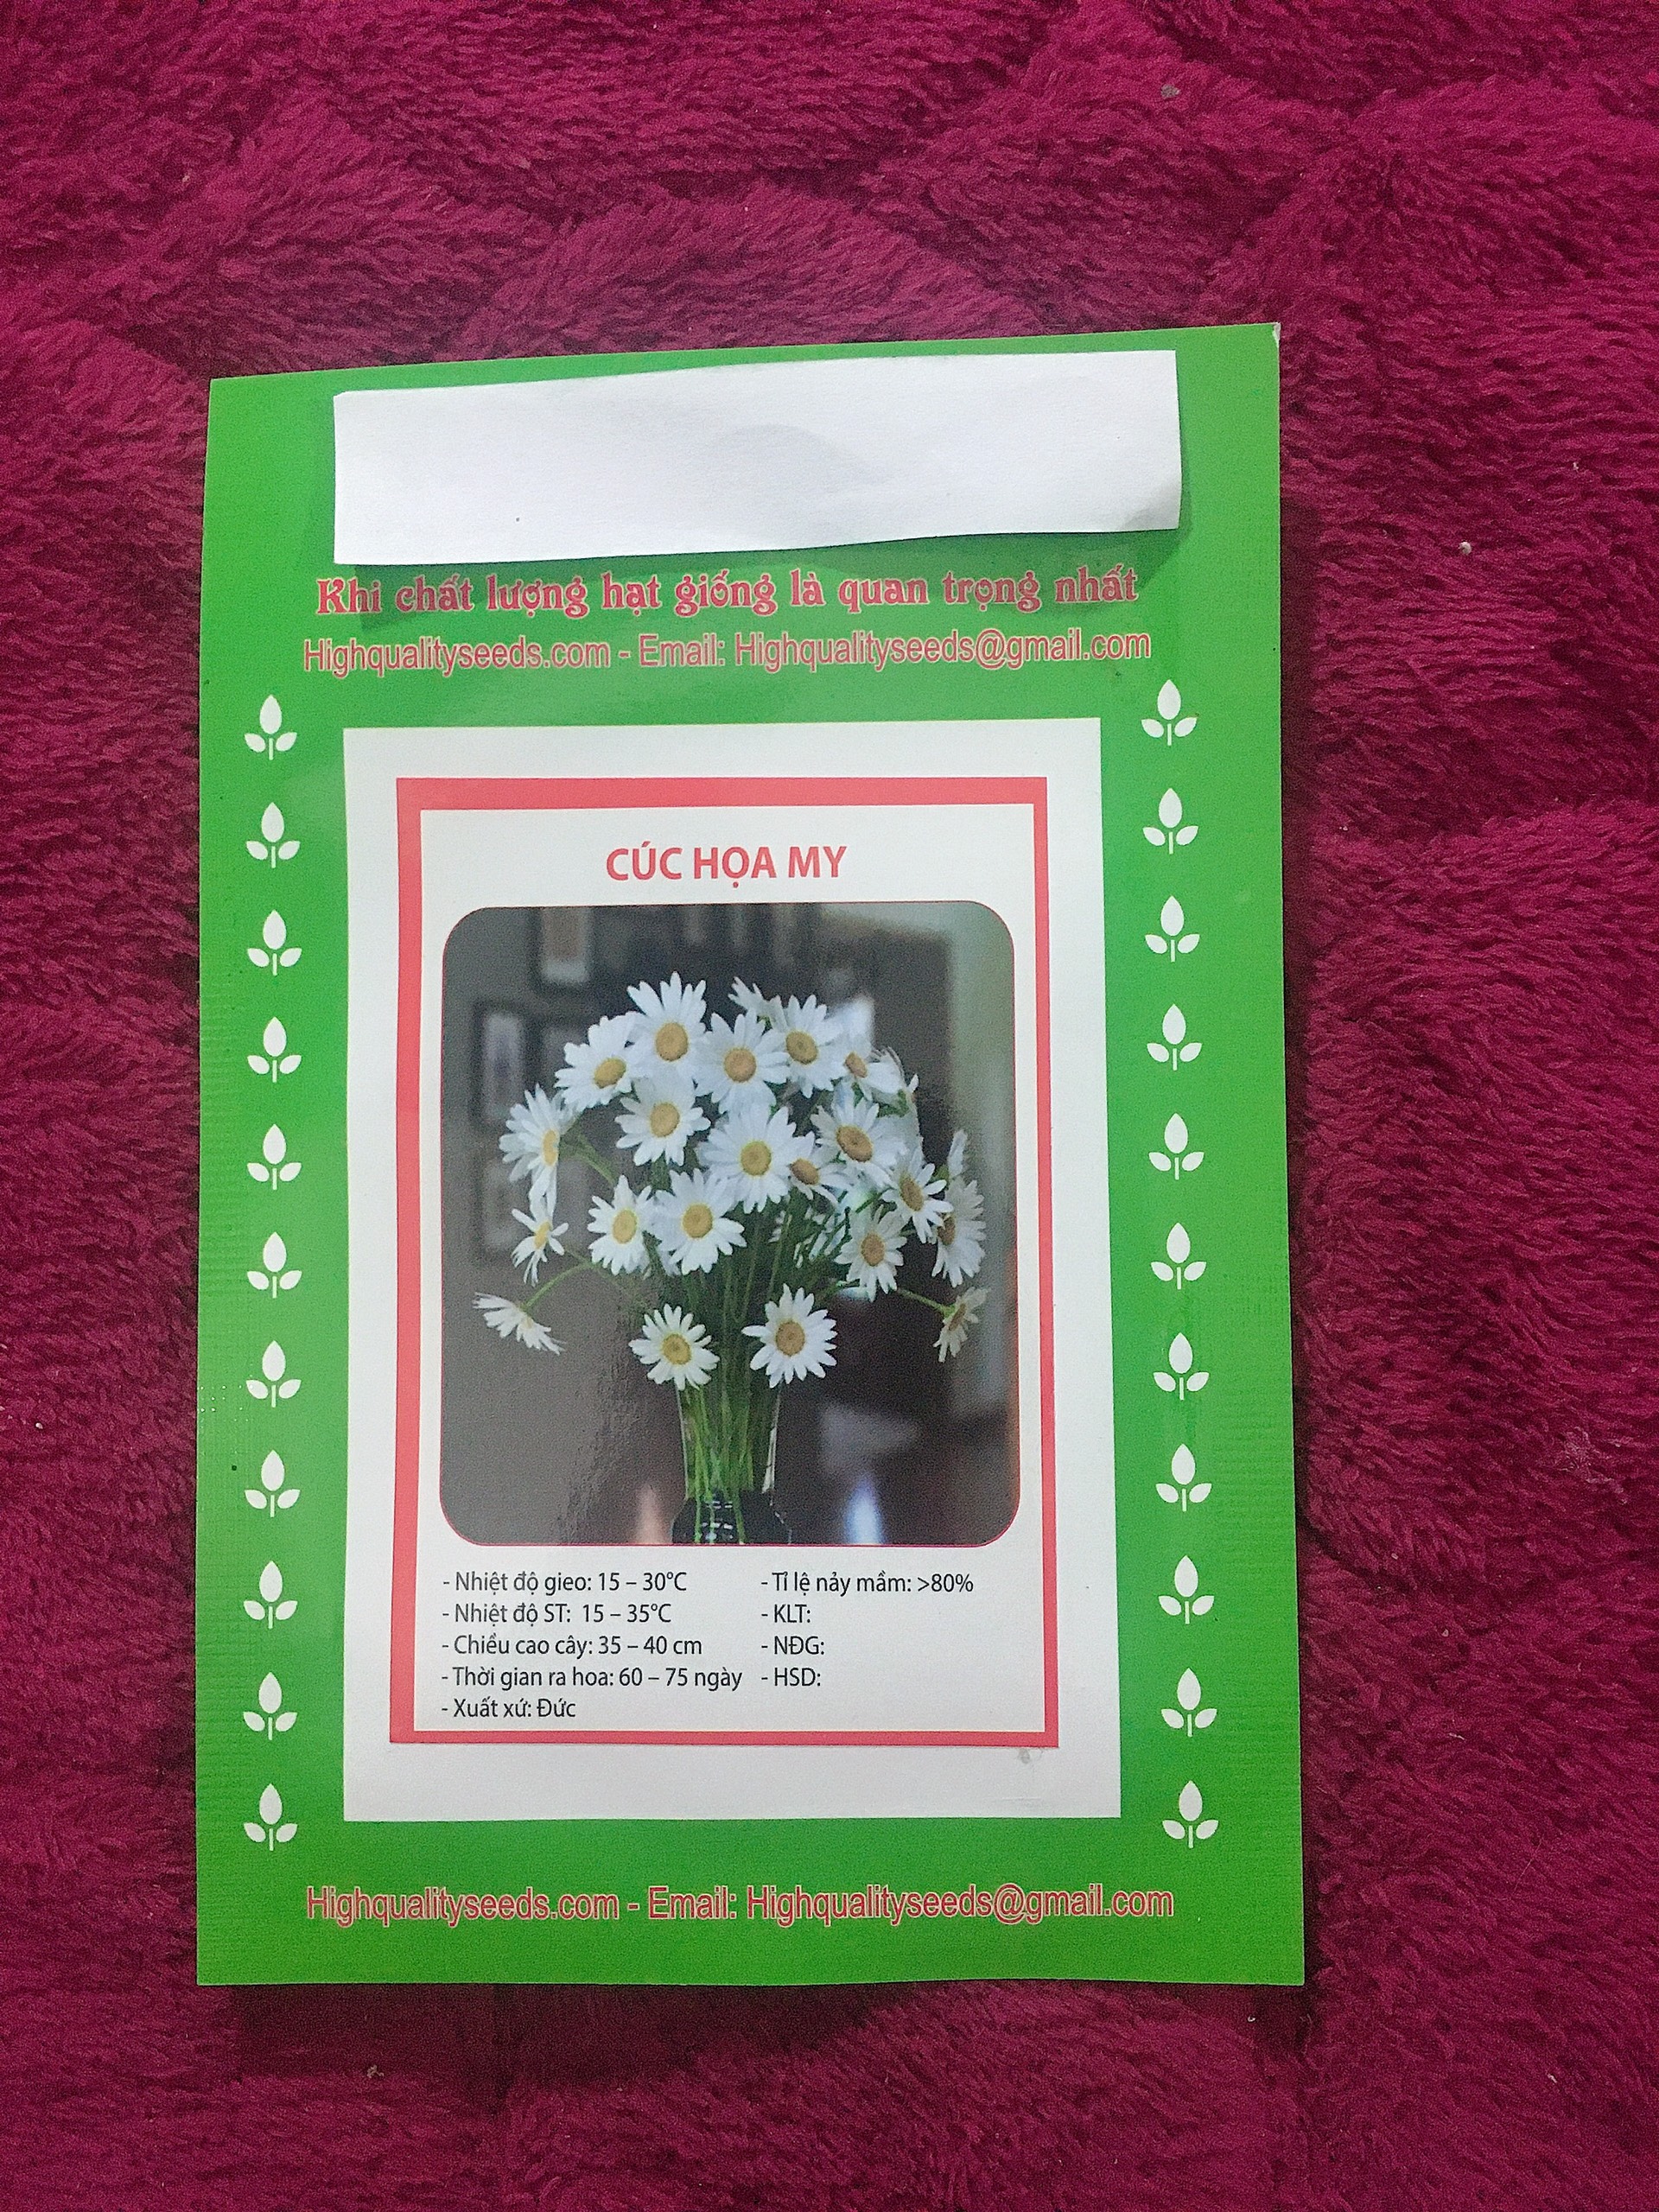 Khi chất lượng hạt giống là quan trọng nhất
Highqualityseeds.com - Email: Highqualityseeds@gmail.com
CÚC HỌA MY
- Nhiệt độ gieo: 15 – 30°C
- Nhiệt độ ST: 15 – 35°C
- Chiều cao cây: 35 – 40 cm
- Thời gian ra hoa: 60 – 75 ngày
- Xuất xứ: Đức
- Tỉ lệ nảy mầm: >80%
- KLT:
- NĐG:
- HSD:
Highqualityseeds.com - Email: Highqualityseeds@gmail.com